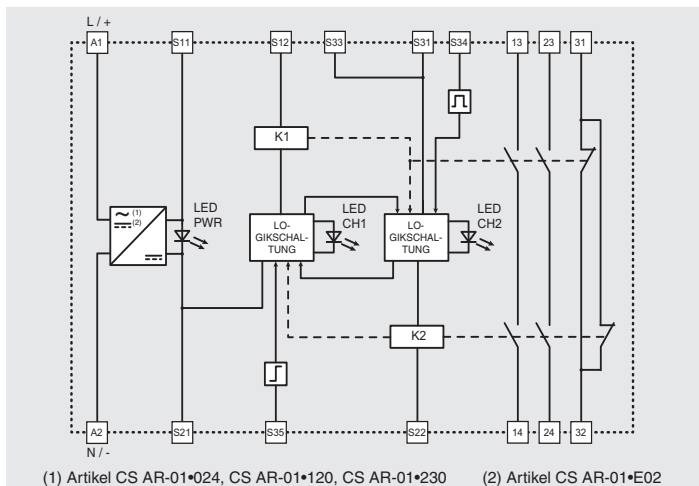 L / +
A1 S11 S12 S33 S31 S34 13 23 31
K1
LED
PWR
LED
CH1
LED
CH2
~ (1)
(2)
LO-
GIKSCHAL-
TUNG
LO-
GIKSCHAL-
TUNG
K2
A2 S21 S35 S22 14 24 32
N / -
(1) Artikel CS AR-01•024, CS AR-01•120, CS AR-01•230 (2) Artikel CS AR-01•E02